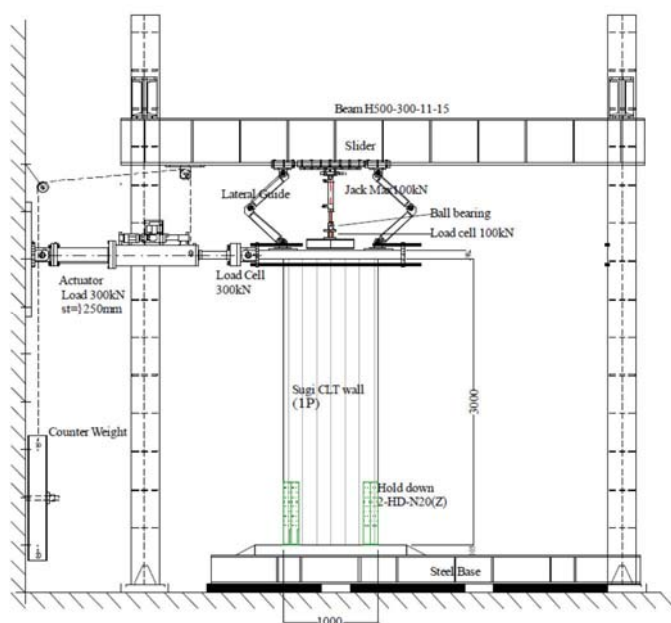 Beam H500-300-11-15
Slider
Lateral Guide
Jack Max100kN
Ball bearing
Load cell 100kN
Actuator
Load 300kN
st=}250mm
Load Cell
300kN
Sugi CLT wall
(1P)
3000
Counter Weight
Hold down
2-HD-N20(Z)
Steel Base
1000